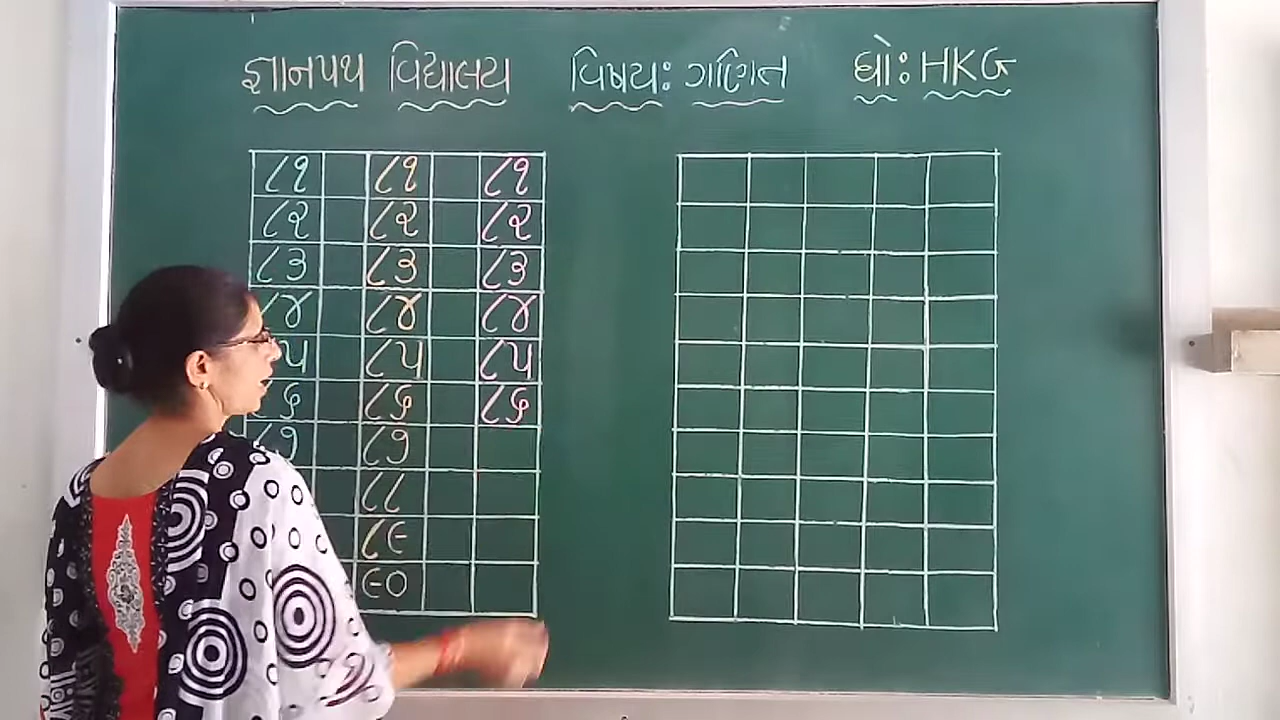 જ્ઞાનપથ વિદ્યાલય વિષય: ગણિત ધો: HKG
૮૧ ૮૧ ૮૧
૮૨ ૮૨ ૮૨
૮૩ ૮૩ ૮૩
૮૪ ૮૪ ૮૪
૫ ૮૫ ૮૫
૮૬ ૮૬ ૮૬
૮૭ ૮૭
૮૮
૮૯
૯૦